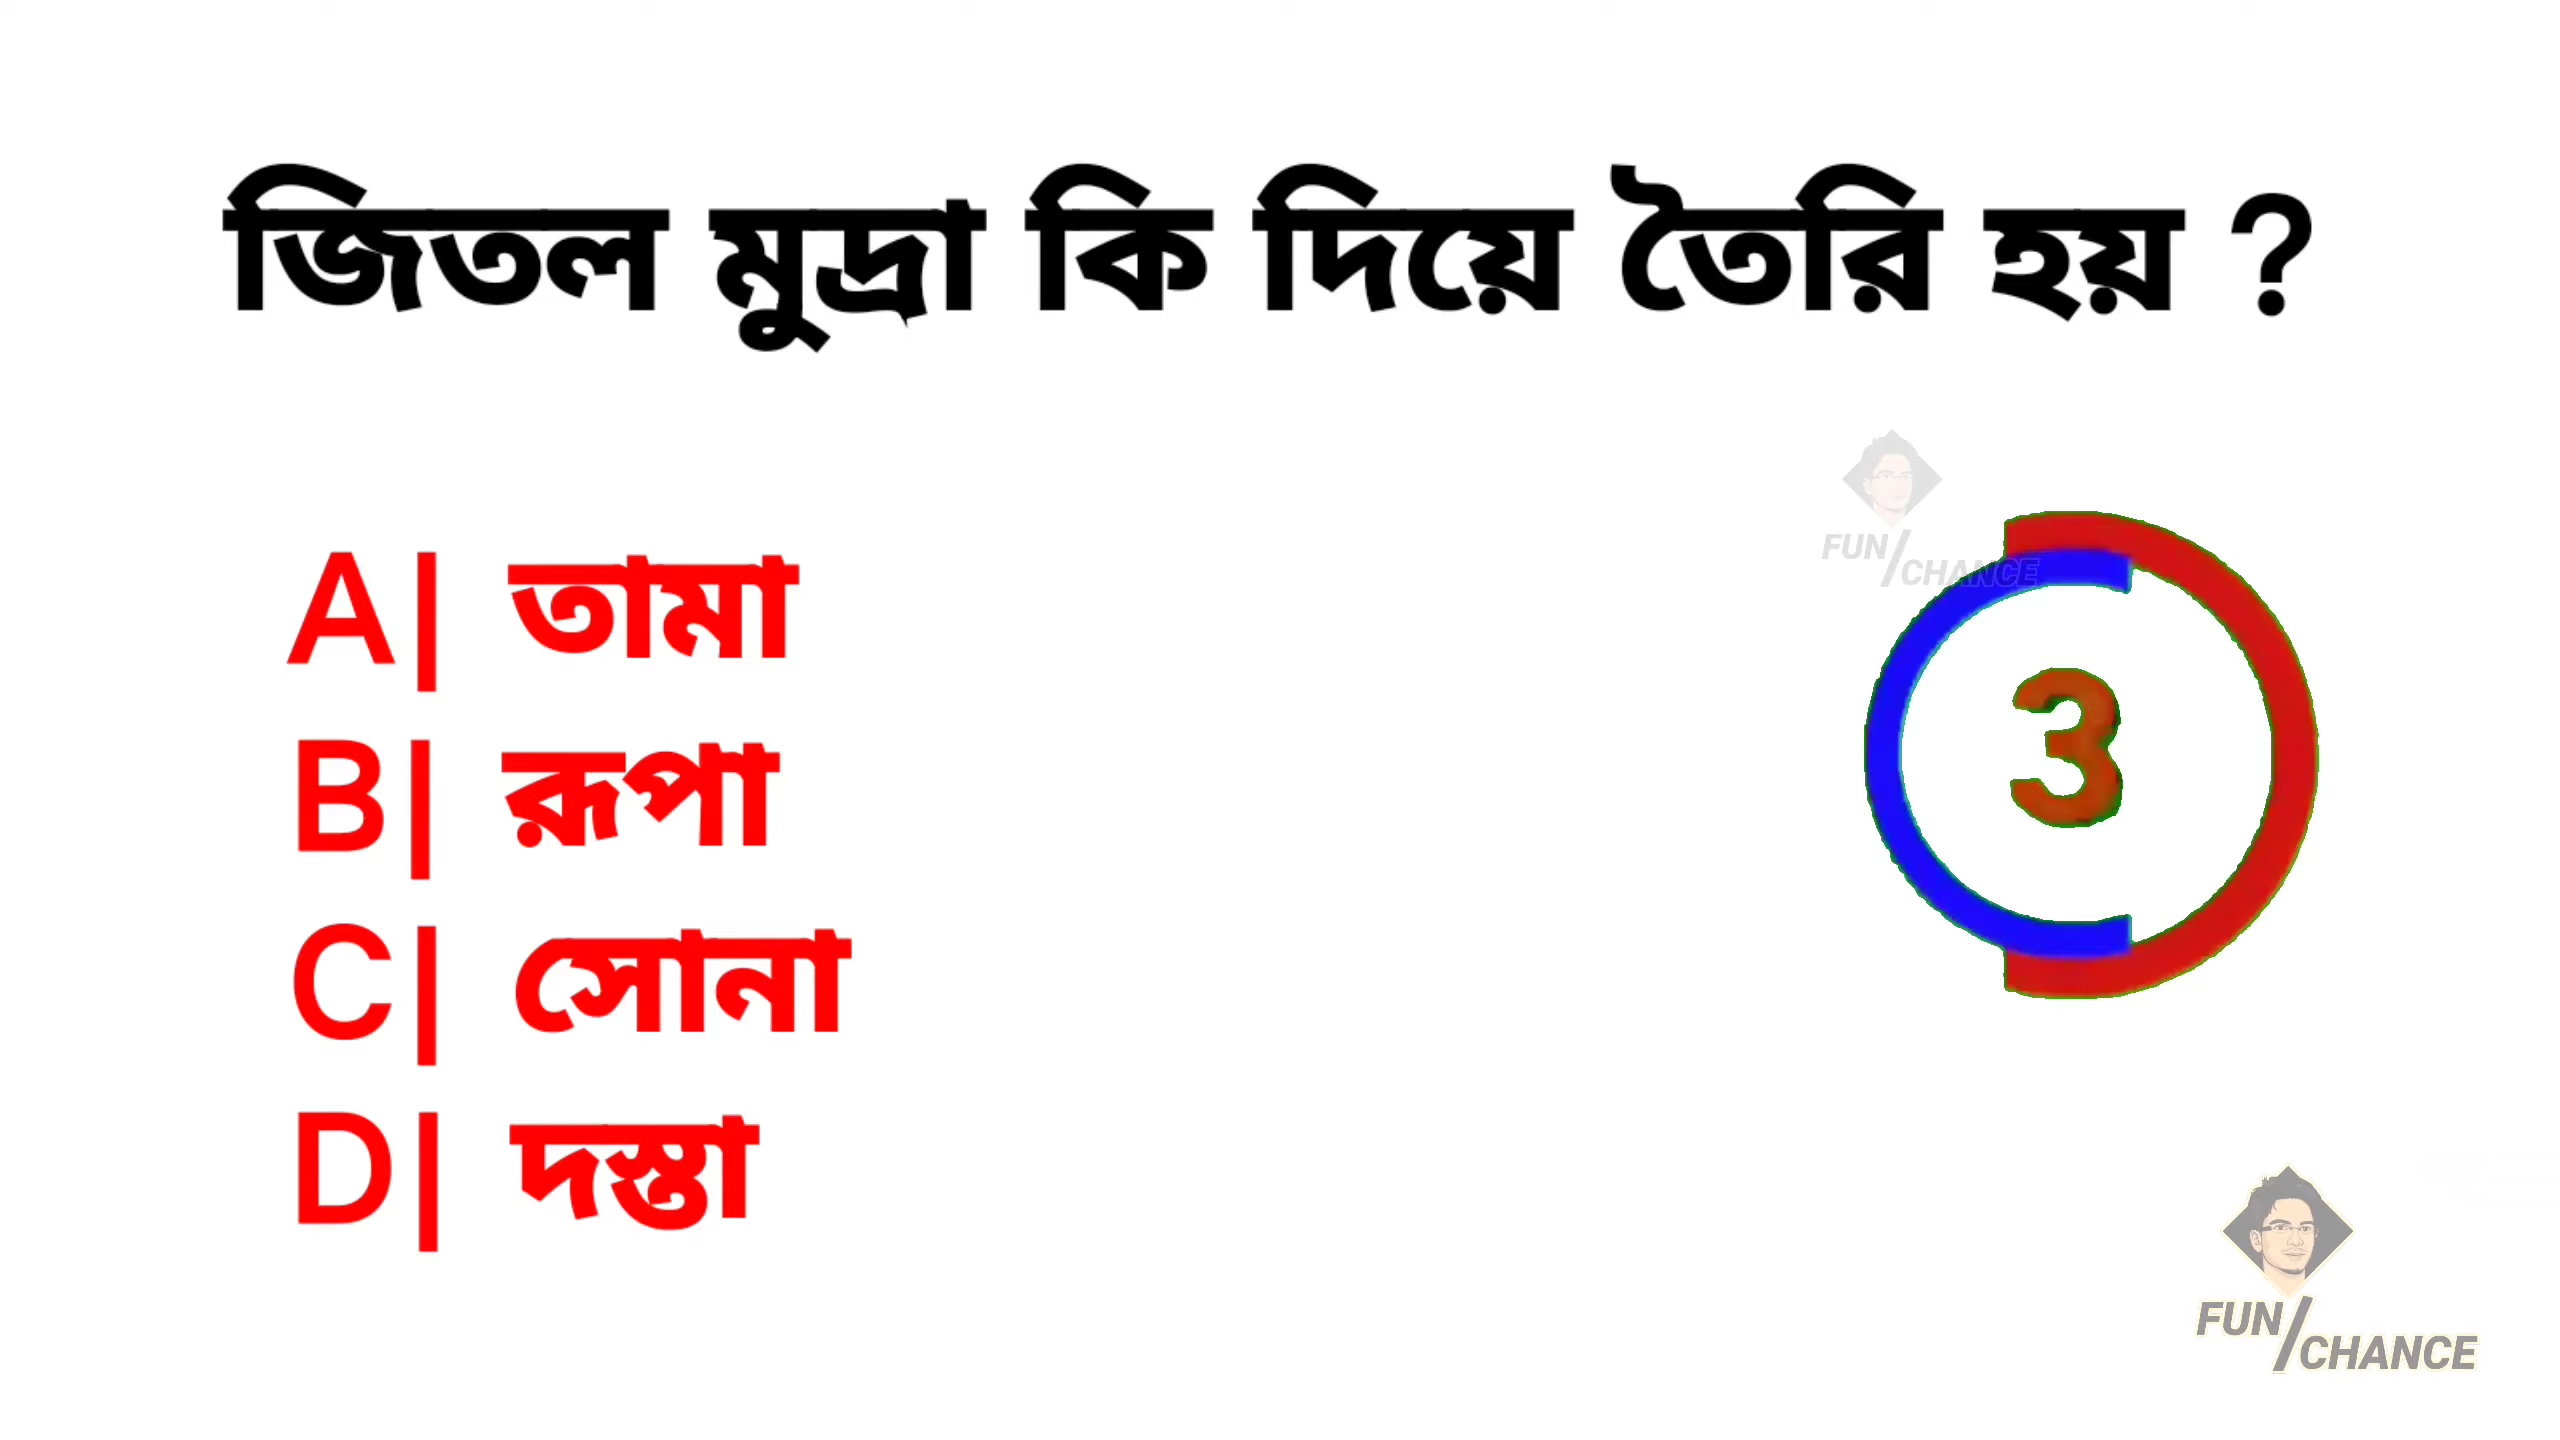 জিতল মুদ্রা কি দিয়ে তৈরি হয় ?
A| তামা
B| রূপা
C| সোনা
D| দস্তা
3
FUN/CHANCE
FUN/CHANCE